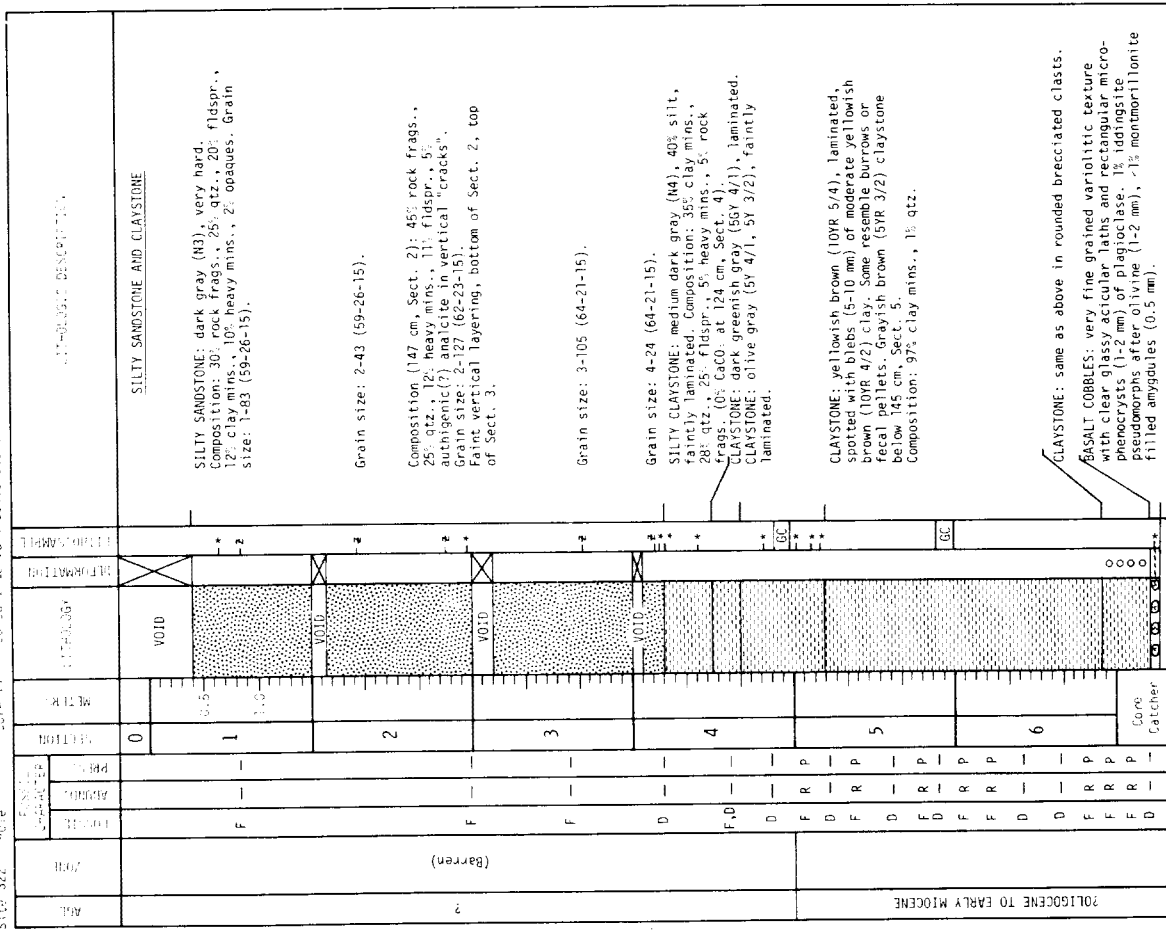 Site 322
AGE
ZONE
FOSSIL
CHARACTER
FOSSIL
ABUND.
PRES.
SECTION
METERS
LITHOLOGY
DEFORMATION
LITHO.SAMPLE
LITHOLOGIC DESCRIPTION
?
?OLIGOCENE TO EARLY MIOCENE
(Barren)
F — —
F — —
F — —
D — —
F,D — —
D — —
F R P
D — —
F R P
D — —
F R P
D — —
F R P
F R P
D — —
D — —
F R P
F R P
F R P
D — —
0
1
2
3
4
5
6
Core
Catcher
0.5
1.0
VOID
VOID
VOID
VOID
GC
GC
SILTY SANDSTONE AND CLAYSTONE
SILTY SANDSTONE: dark gray (N3), very hard.
Composition: 30% rock frags., 25% qtz., 20% fldspr.,
12% clay mins., 10% heavy mins., 2% opaques. Grain
size: 1-83 (59-26-15).
Grain size: 2-43 (59-26-15).
Composition (147 cm, Sect. 2): 45% rock frags.,
25% qtz., 12% heavy mins., 11% fldspr., 5%
authigenic(?) analcite in vertical "cracks".
Grain size: 2-127 (62-23-15).
Faint vertical layering, bottom of Sect. 2, top
of Sect. 3.
Grain size: 3-105 (64-21-15).
Grain size: 4-24 (64-21-15).
SILTY CLAYSTONE: medium dark gray (N4), 40% silt,
faintly laminated. Composition: 35% clay mins.,
28% qtz., 25% fldspr., 5% heavy mins., 5% rock
frags. (0% CaCO₃ at 124 cm, Sect. 4).
CLAYSTONE: dark greenish gray (5GY 4/1), laminated.
CLAYSTONE: olive gray (5Y 4/1, 5Y 3/2), faintly
laminated.
CLAYSTONE: yellowish brown (10YR 5/4), laminated,
spotted with blebs (5-10 mm) of moderate yellowish
brown (10YR 4/2) clay. Some resemble burrows or
fecal pellets. Grayish brown (5YR 3/2) claystone
below 145 cm, Sect. 5.
Composition: 97% clay mins., 1% qtz.
CLAYSTONE: same as above in rounded brecciated clasts.
BASALT COBBLES: very fine grained variolitic texture
with clear glassy acicular laths and rectangular micro-
phenocrysts (1-2 mm) of plagioclase. 1% iddingsite
pseudomorphs after olivine (1-2 mm), <1% montmorillonite
filled amygdules (0.5 mm).